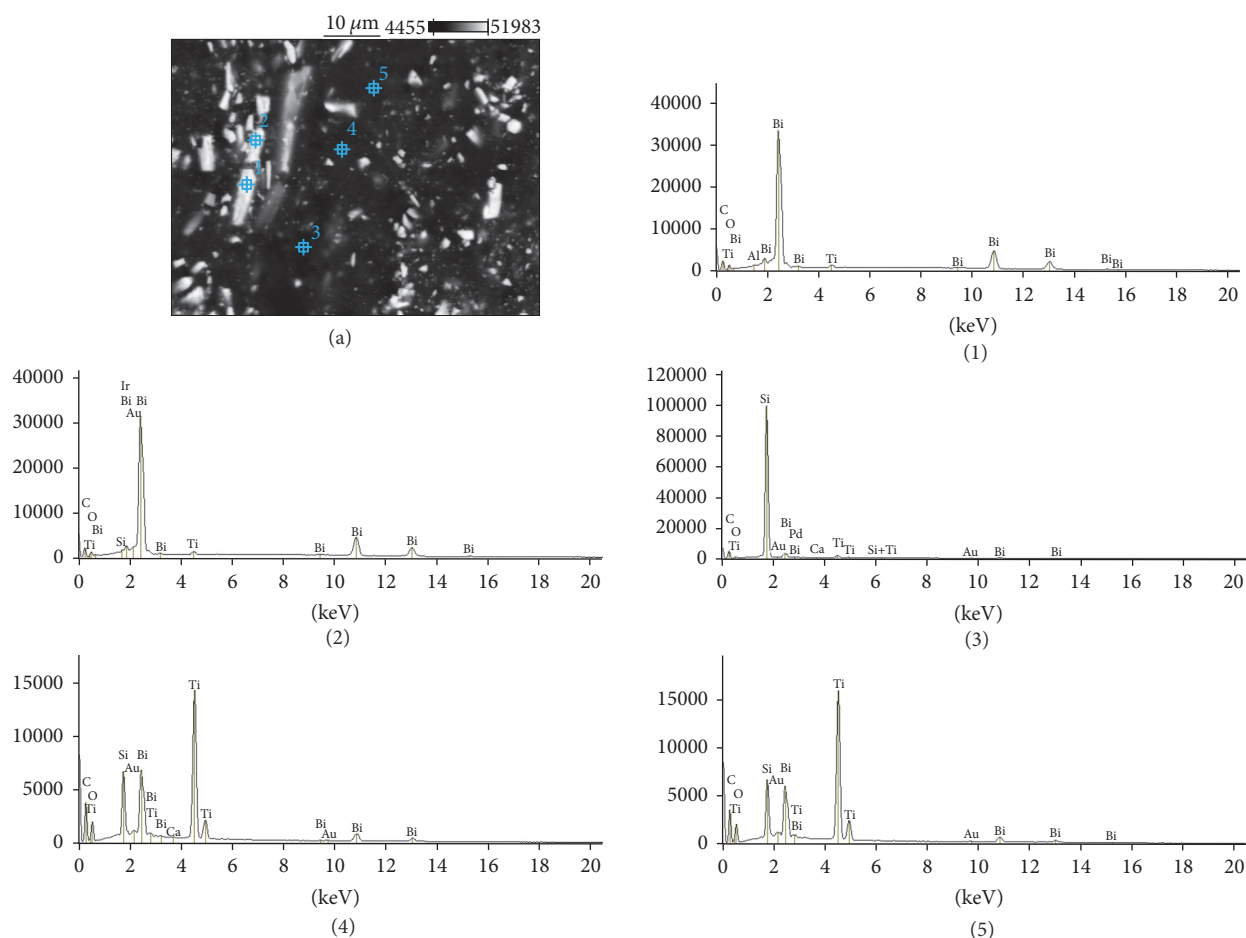 10 μm 4455 51983
5
2
4
1
3
(a)
40000
30000
20000
10000
0
Bi
C
O
Bi
Ti
Al
Bi
Bi
Ti
Bi
Bi
Bi
Bi
Bi
0 2 4 6 8 10 12 14 16 18 20
(keV)
(1)
40000
30000
20000
10000
0
Ir
Bi
Au
Bi
C
O
Bi
Ti
Si
Bi
Ti
Bi
Bi
Bi
Bi
0 2 4 6 8 10 12 14 16 18 20
(keV)
(2)
120000
100000
80000
60000
40000
20000
0
Si
C
O
Ti
Bi
Pd
Au
Bi
Ca
Ti
Ti
Si+Ti
Au
Bi
Bi
0 2 4 6 8 10 12 14 16 18 20
(keV)
(3)
15000
10000
5000
0
Ti
Si
Bi
Au
C
O
Ti
Bi
Ti
Bi
Ca
Ti
Bi
Au
Bi
Bi
0 2 4 6 8 10 12 14 16 18 20
(keV)
(4)
15000
10000
5000
0
Ti
Si
Bi
Au
C
O
Ti
Ti
Bi
Ti
Au
Bi
Bi
Bi
0 2 4 6 8 10 12 14 16 18 20
(keV)
(5)